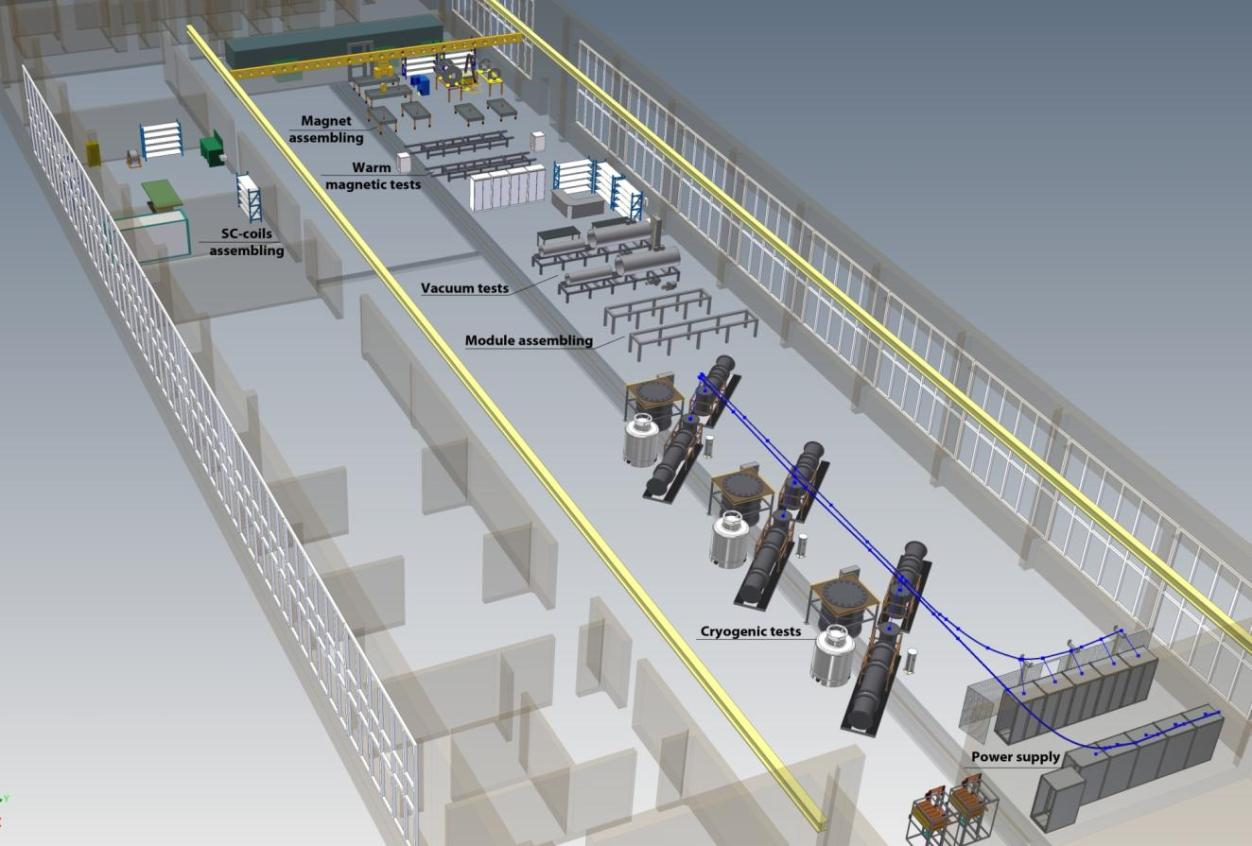 Magnet
assembling
Warm
magnetic tests
SC-coils
assembling
Vacuum tests
Module assembling
Cryogenic tests
Power supply
Y